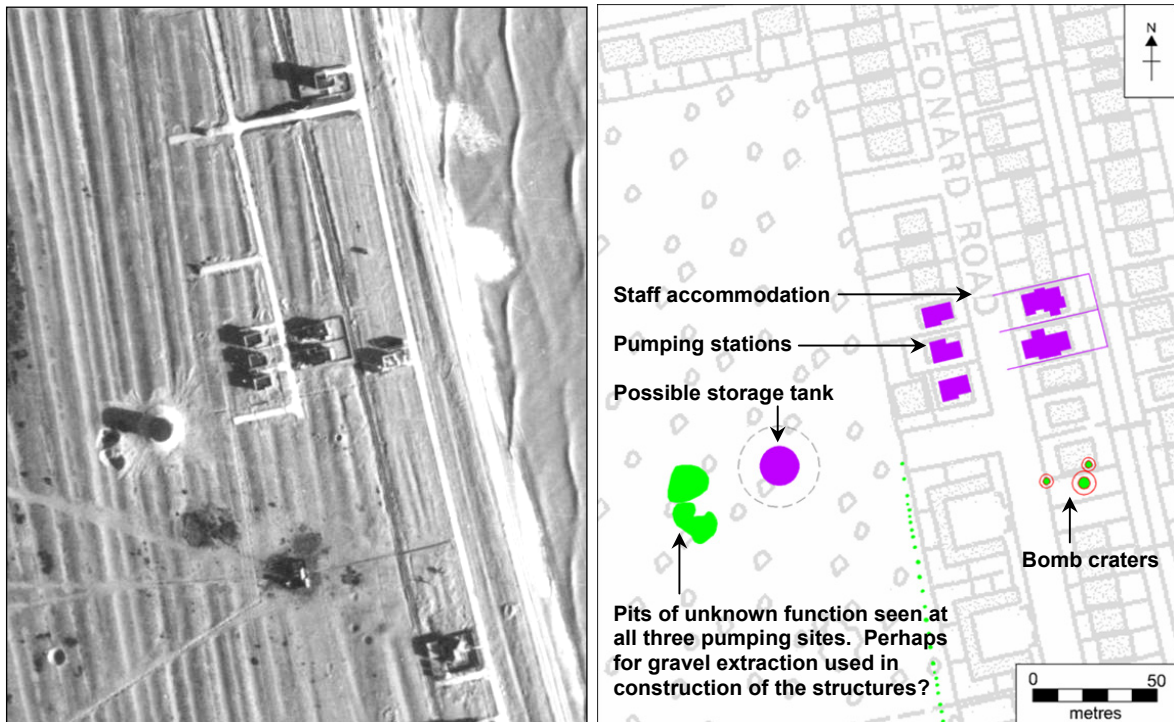 N
LEONARD ROAD
Staff accommodation
Pumping stations
Possible storage tank
Bomb craters
Pits of unknown function seen at
all three pumping sites.  Perhaps
for gravel extraction used in
construction of the structures?
0 50
metres